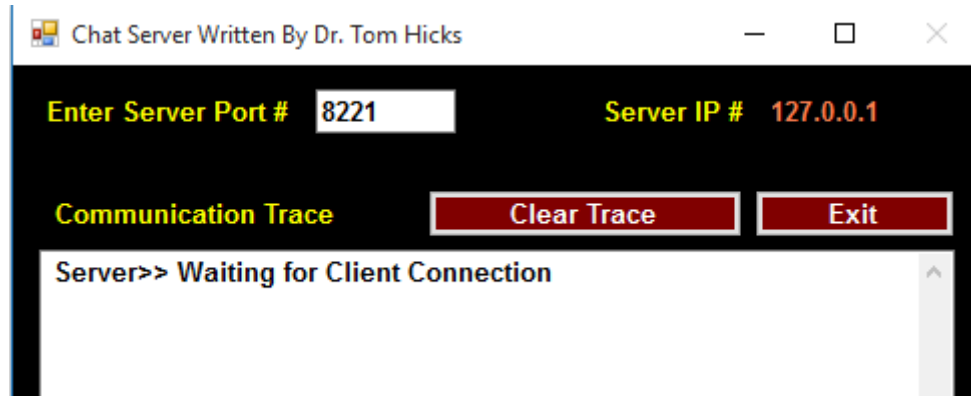 Chat Server Written By Dr. Tom Hicks
Enter Server Port # 8221 Server IP # 127.0.0.1
Communication Trace Clear Trace Exit
Server>> Waiting for Client Connection